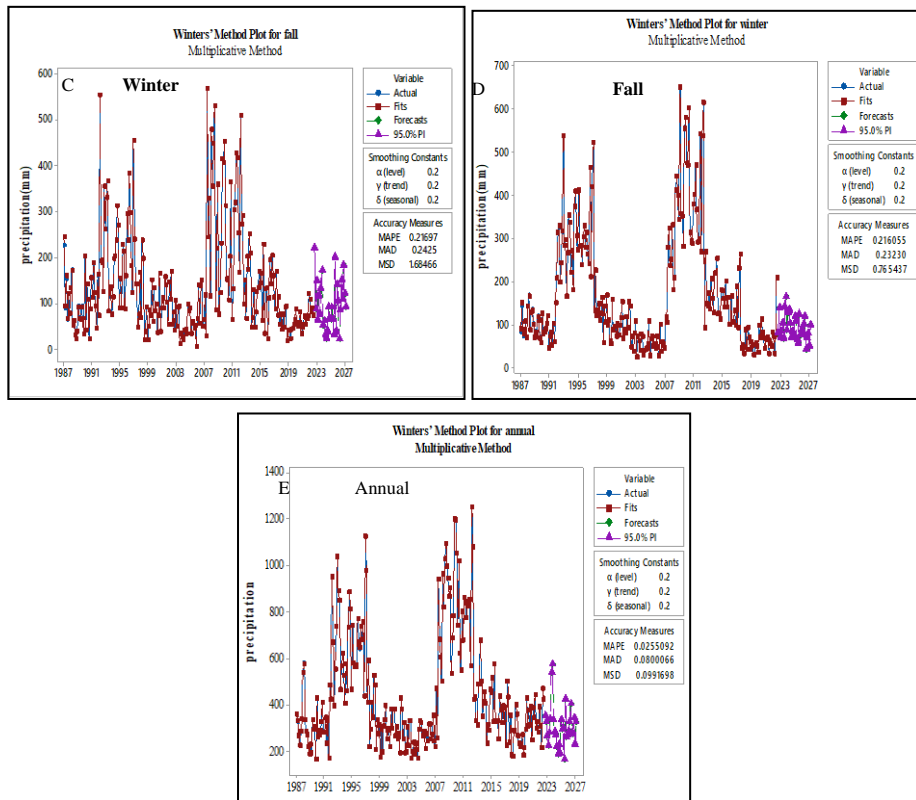 Winters' Method Plot for fall
Multiplicative Method
C Winter
precipitation(mm)
600
500
400
300
200
100
0
1987 1991 1995 1999 2003 2008 2011 2015 2019 2023 2027
Variable
Actual
Fits
Forecasts
95.0% PI
Smoothing Constants
α (level) 0.2
γ (trend) 0.2
δ (seasonal) 0.2
Accuracy Measures
MAPE 0.21697
MAD 0.2425
MSD 1.68466
Winters' Method Plot for winter
Multiplicative Method
D Fall
precipitation (mm)
700
600
500
400
300
200
100
0
1987 1991 1995 1999 2003 2007 2011 2015 2019 2023 2027
Variable
Actual
Fits
Forecasts
95.0% PI
Smoothing Constants
α (level) 0.2
γ (trend) 0.2
δ (seasonal) 0.2
Accuracy Measures
MAPE 0.216055
MAD 0.23230
MSD 0.765437
Winters' Method Plot for annual
Multiplicative Method
E Annual
precipitation
1400
1200
1000
800
600
400
200
1987 1991 1995 1999 2003 2007 2011 2015 2019 2023 2027
Variable
Actual
Fits
Forecasts
95.0% PI
Smoothing Constants
α (level) 0.2
γ (trend) 0.2
δ (seasonal) 0.2
Accuracy Measures
MAPE 0.0255092
MAD 0.0800066
MSD 0.0991698